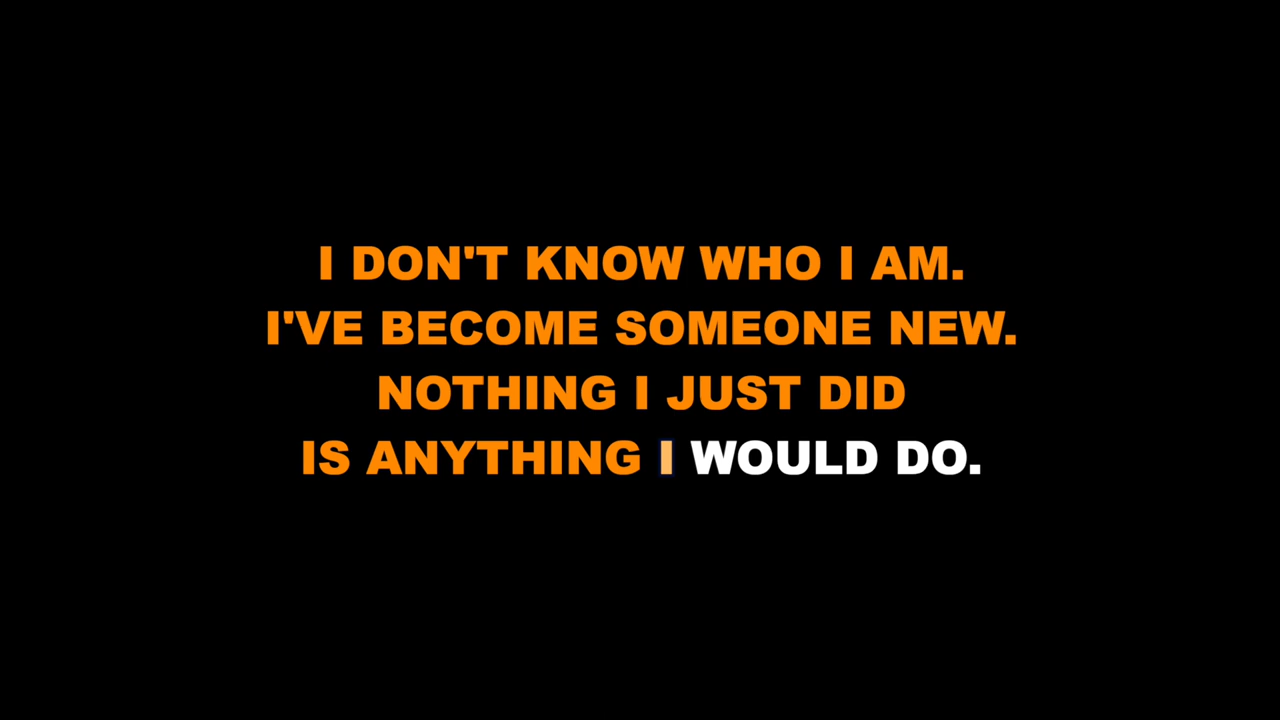 I DON'T KNOW WHO I AM.
I'VE BECOME SOMEONE NEW.
NOTHING I JUST DID
IS ANYTHING I WOULD DO.